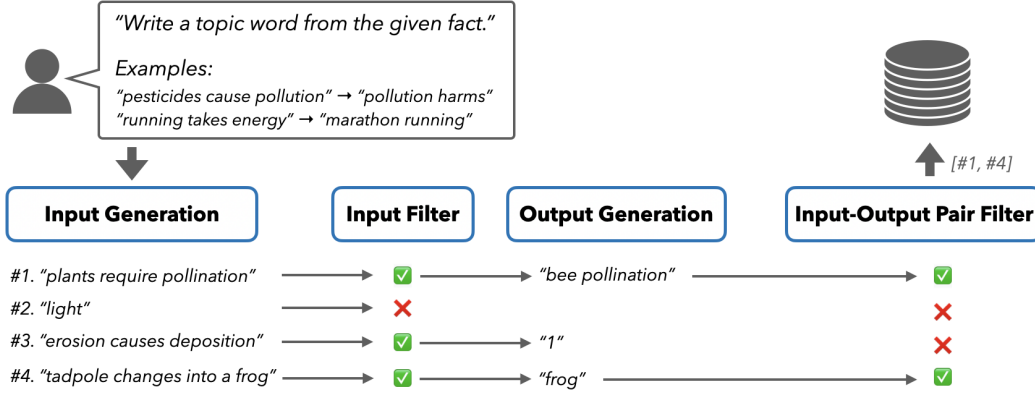 “Write a topic word from the given fact.”
Examples:
“pesticides cause pollution” → “pollution harms”
“running takes energy” → “marathon running”
[#1, #4]
Input Generation
Input Filter
Output Generation
Input-Output Pair Filter
#1. “plants require pollination”
“bee pollination”
#2. “light”
#3. “erosion causes deposition”
“1”
#4. “tadpole changes into a frog”
“frog”